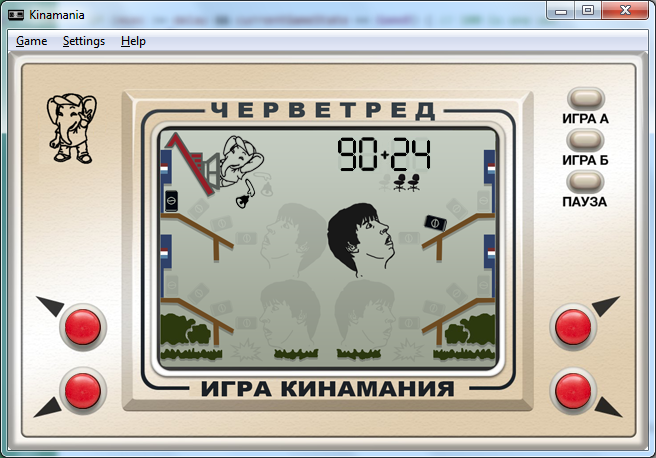 Kinamania
Game Settings Help
ЧЕРВЕТРЕД
90+24
ИГРА А
ИГРА Б
ПАУЗА
ИГРА КИНАМАНИЯ